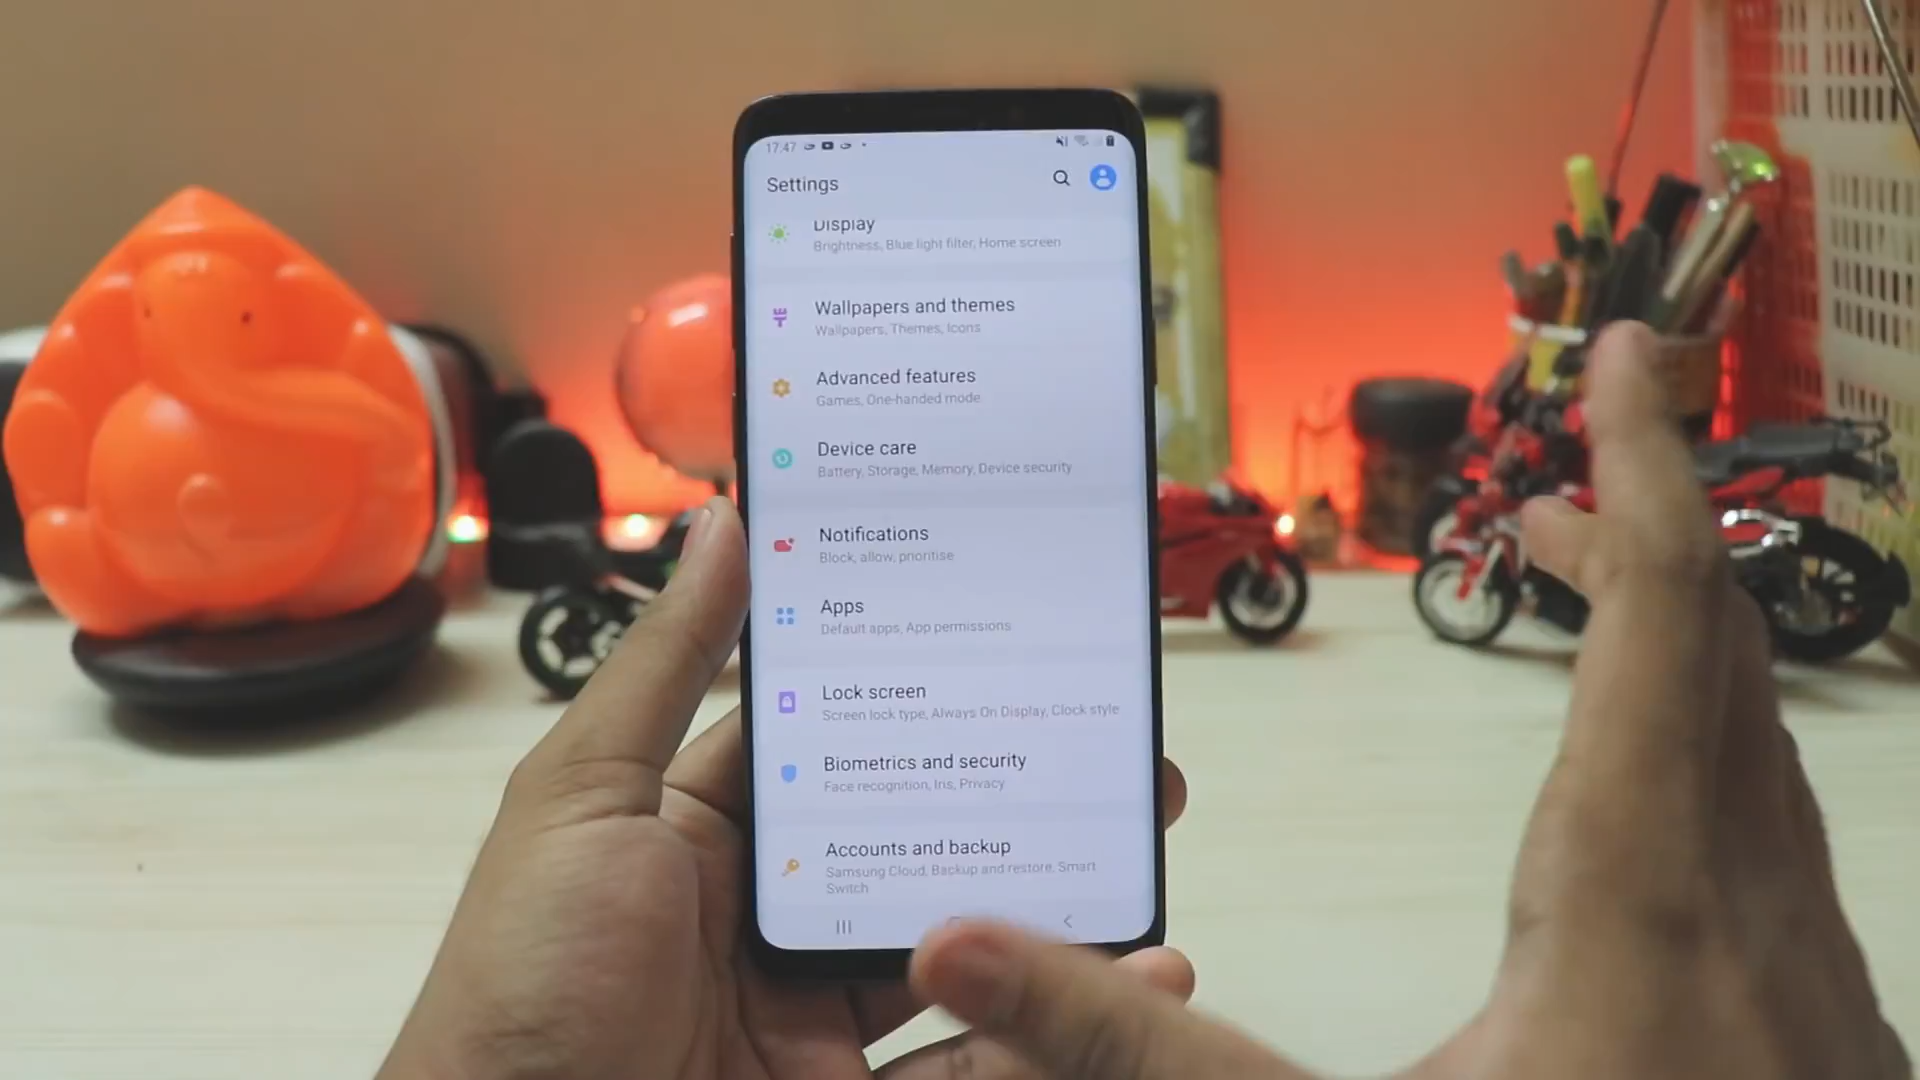 17:47
Settings
Display
Brightness, Blue light filter, Home screen
Wallpapers and themes
Wallpapers, Themes, Icons
Advanced features
Games, One-handed mode
Device care
Battery, Storage, Memory, Device security
Notifications
Block, allow, prioritise
Apps
Default apps, App permissions
Lock screen
Screen lock type, Always On Display, Clock style
Biometrics and security
Face recognition, Iris, Privacy
Accounts and backup
Samsung Cloud, Backup and restore, Smart
Switch